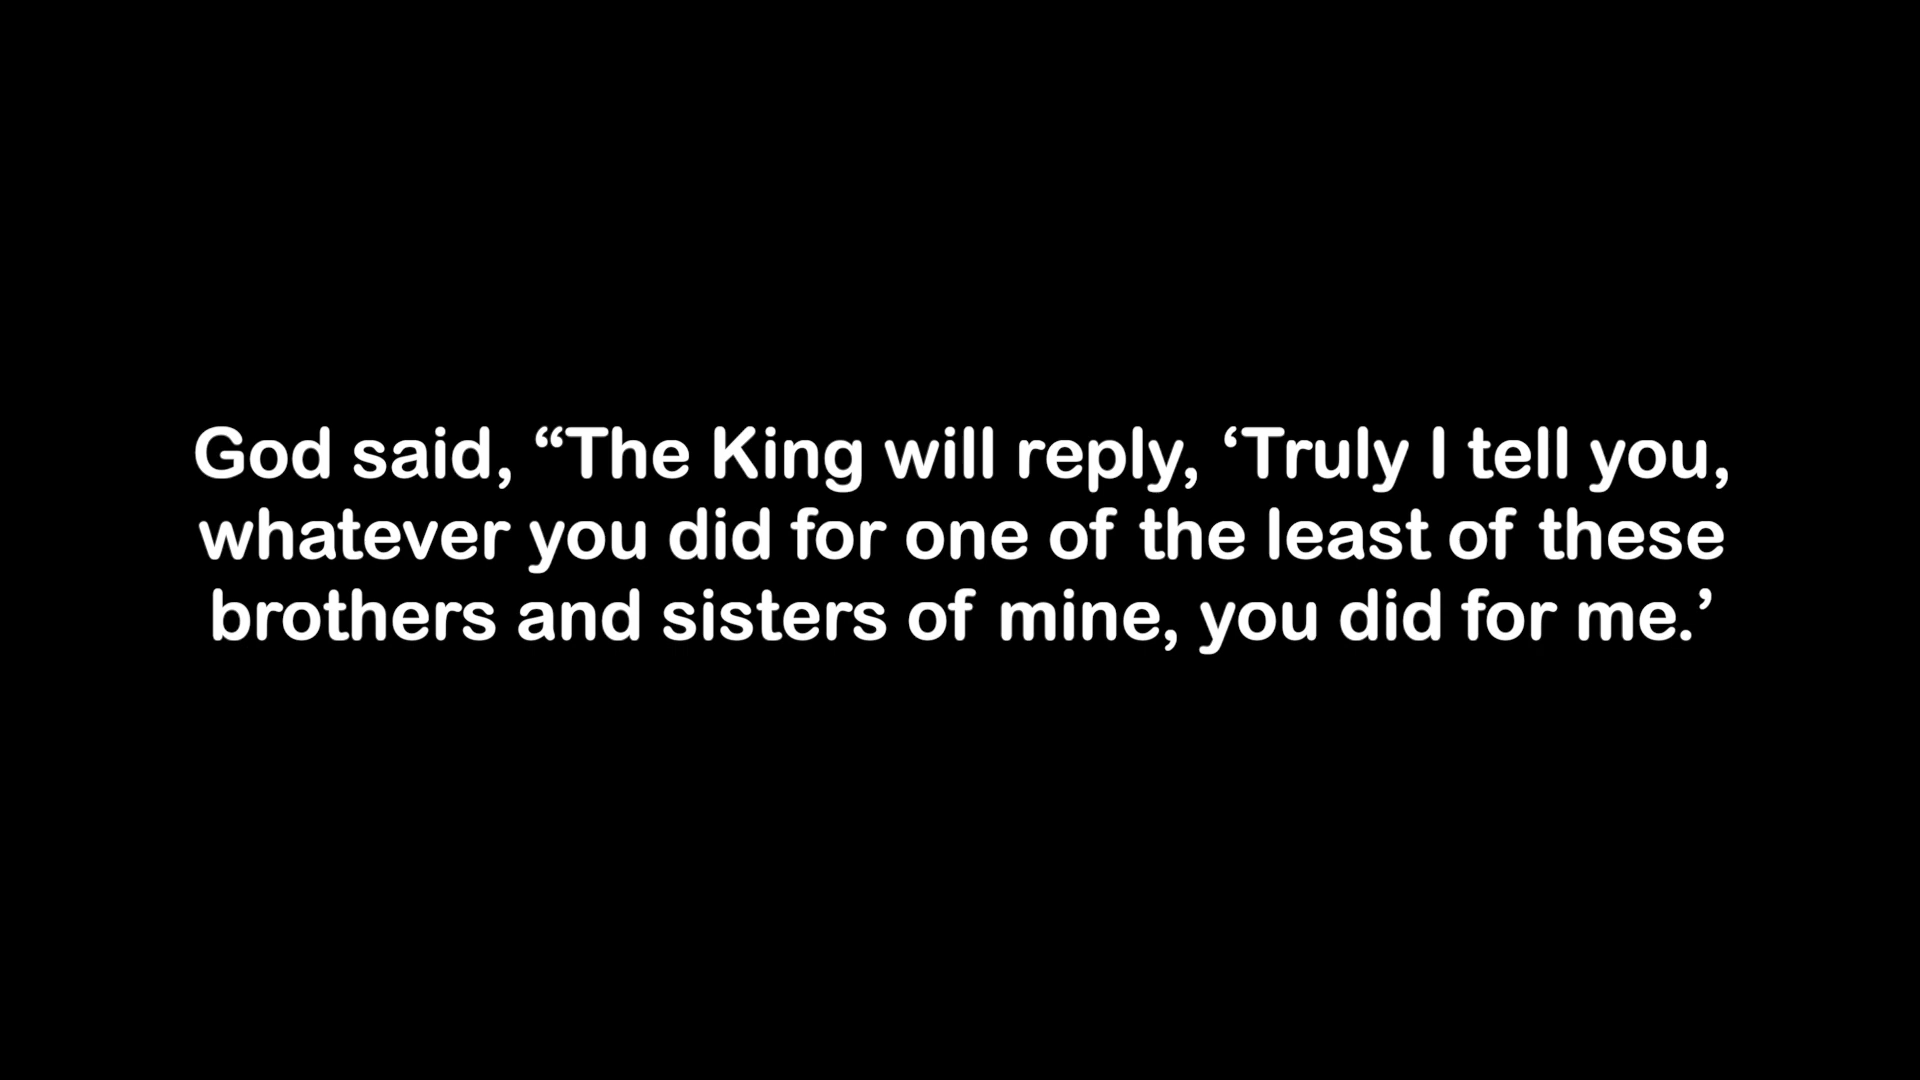 God said, “The King will reply, ‘Truly I tell you,
whatever you did for one of the least of these
brothers and sisters of mine, you did for me.’